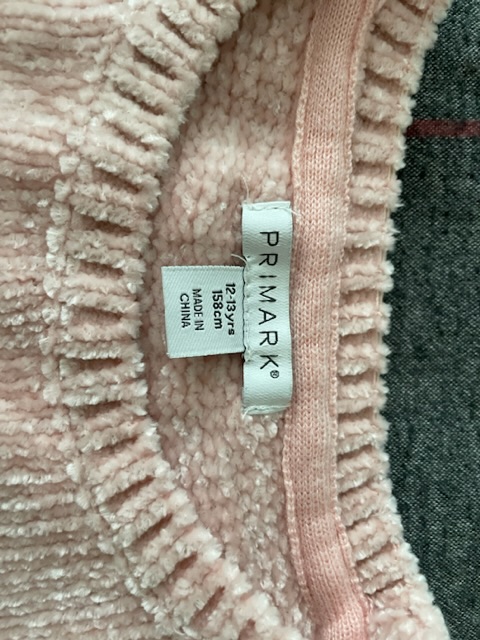 PRIMARK®
12-13yrs
158cm
MADE IN
CHINA